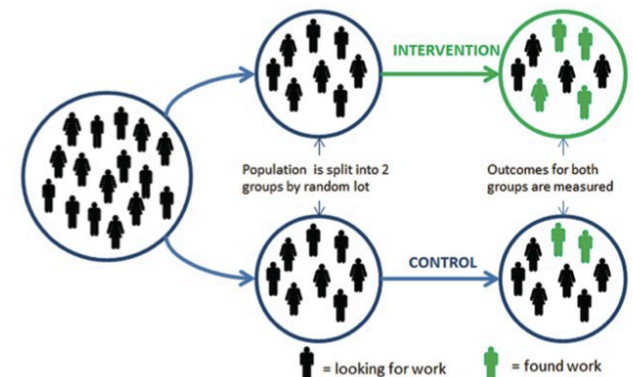 INTERVENTION
Population is split into 2
groups by random lot
Outcomes for both
groups are measured
CONTROL
= looking for work
= found work